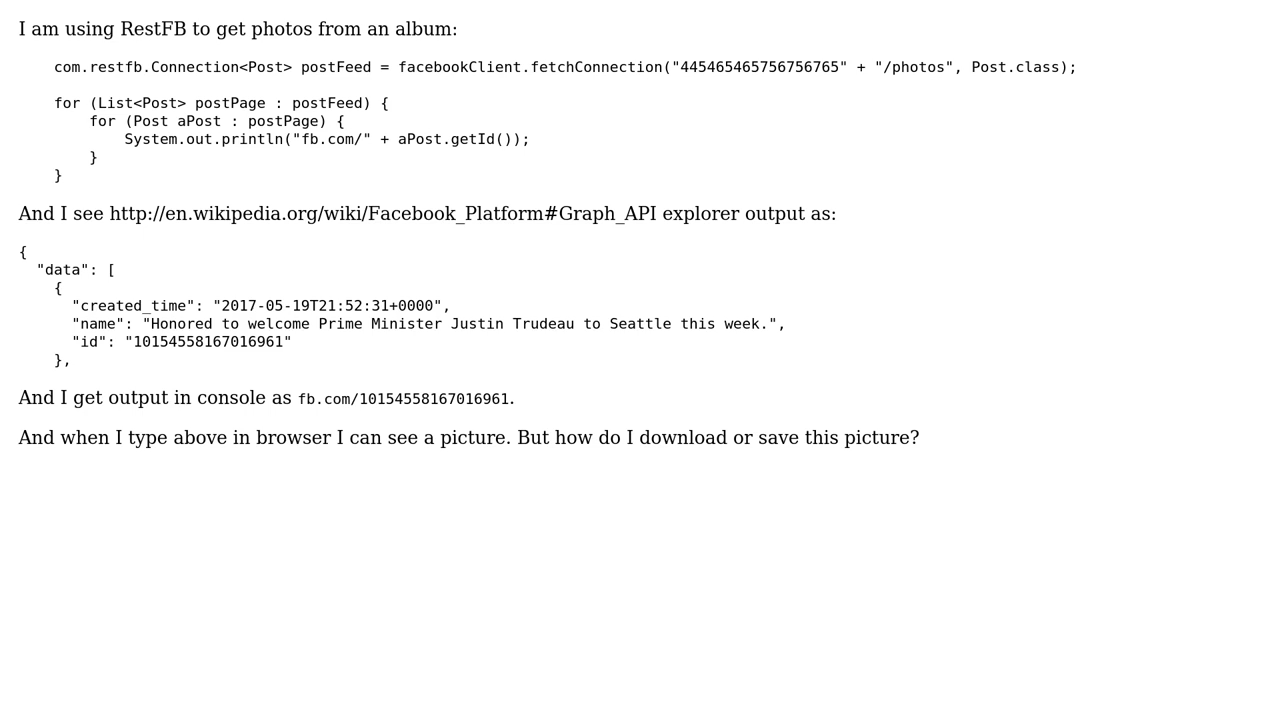 I am using RestFB to get photos from an album:
com.restfb.Connection<Post> postFeed = facebookClient.fetchConnection("445465465756756765" + "/photos", Post.class);
for (List<Post> postPage : postFeed) {
for (Post aPost : postPage) {
System.out.println("fb.com/" + aPost.getId());
}
}
And I see http://en.wikipedia.org/wiki/Facebook_Platform#Graph_API explorer output as:
{
"data": [
{
"created_time": "2017-05-19T21:52:31+0000",
"name": "Honored to welcome Prime Minister Justin Trudeau to Seattle this week.",
"id": "10154558167016961"
},
And I get output in console as fb.com/10154558167016961.
And when I type above in browser I can see a picture. But how do I download or save this picture?